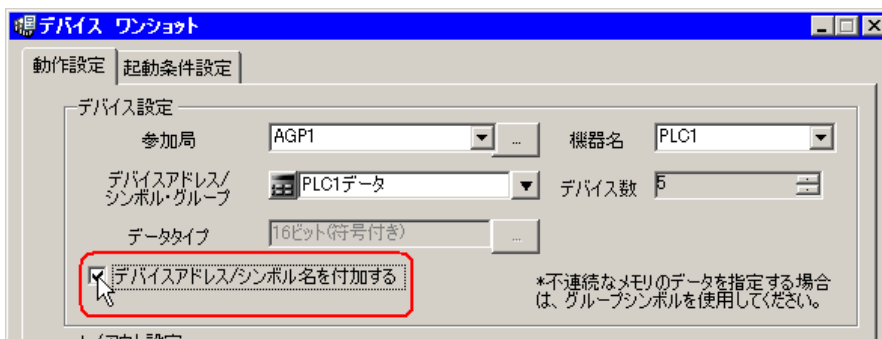 デバイス ワンショット
動作設定 起動条件設定
デバイス設定
参加局 AGP1 ... 機器名 PLC1
デバイスアドレス/
シンボル・グループ PLC1データ デバイス数 5
データタイプ 16ビット(符号付き) ...
デバイスアドレス/シンボル名を付加する
*不連続なメモリのデータを指定する場合
は、グループシンボルを使用してください。